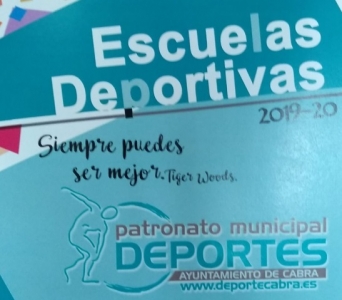 Escuelas
Deportivas
2019-20
Siempre puedes
ser mejor. Tiger Woods.
patronato municipal
DEPORTES
AYUNTAMIENTO DE CABRA
www.deportecabra.es